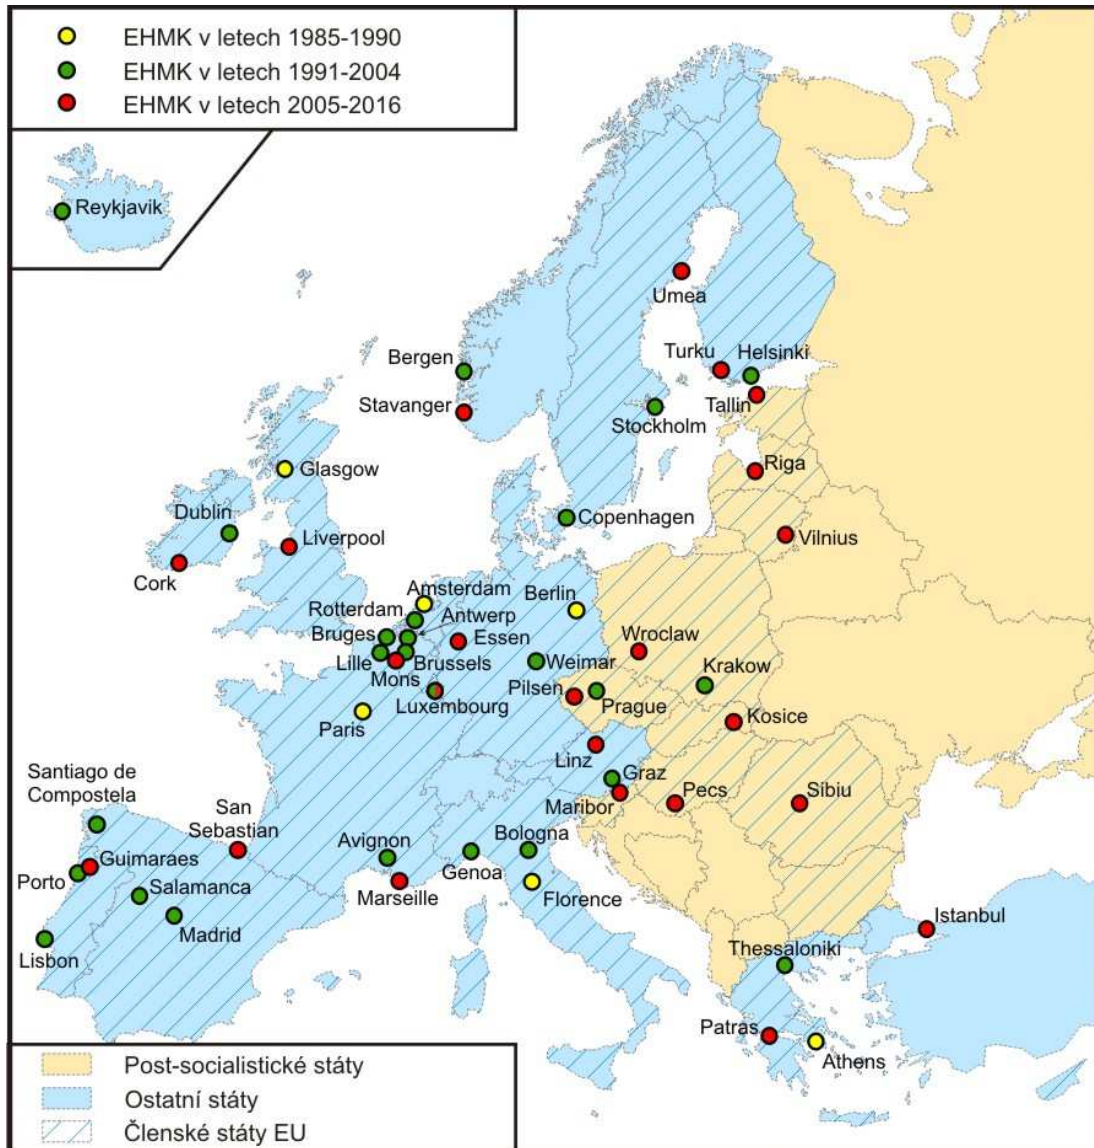 EHMK v letech 1985-1990
EHMK v letech 1991-2004
EHMK v letech 2005-2016
Reykjavik
Umea
Turku
Helsinki
Bergen
Tallin
Stavanger
Stockholm
Glasgow
Riga
Dublin
Copenhagen
Liverpool
Vilnius
Cork
Amsterdam
Berlin
Rotterdam
Antwerp
Bruges
Essen
Wroclaw
Lille
Brussels
Weimar
Krakow
Mons
Pilsen
Prague
Luxembourg
Paris
Kosice
Linz
Santiago de
Compostela
Graz
San
Sebastian
Maribor
Pecs
Sibiu
Avignon
Bologna
Guimaraes
Genoa
Porto
Salamanca
Marseille
Florence
Istanbul
Madrid
Thessaloniki
Lisbon
Patras
Athens
Post-socialistické státy
Ostatní státy
Členské státy EU